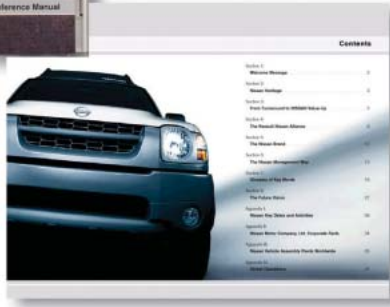 Reference Manual
Contents
Section 1:
Welcome Message
Section 2:
Nissan Heritage
Section 3:
From Turnaround to NISSAN Value-Up
Section 4:
The Renault-Nissan Alliance
Section 5:
The Nissan Brand
Section 6:
The Nissan Management Way
Section 7:
Glossary of Key Words
Section 8:
The Future Starts
Appendix I:
Nissan Key Dates and Activities
Appendix II:
Nissan Motor Company, Ltd. Corporate Facts
Appendix III:
Nissan Vehicle Assembly Plants Worldwide
Appendix IV:
Global Operations